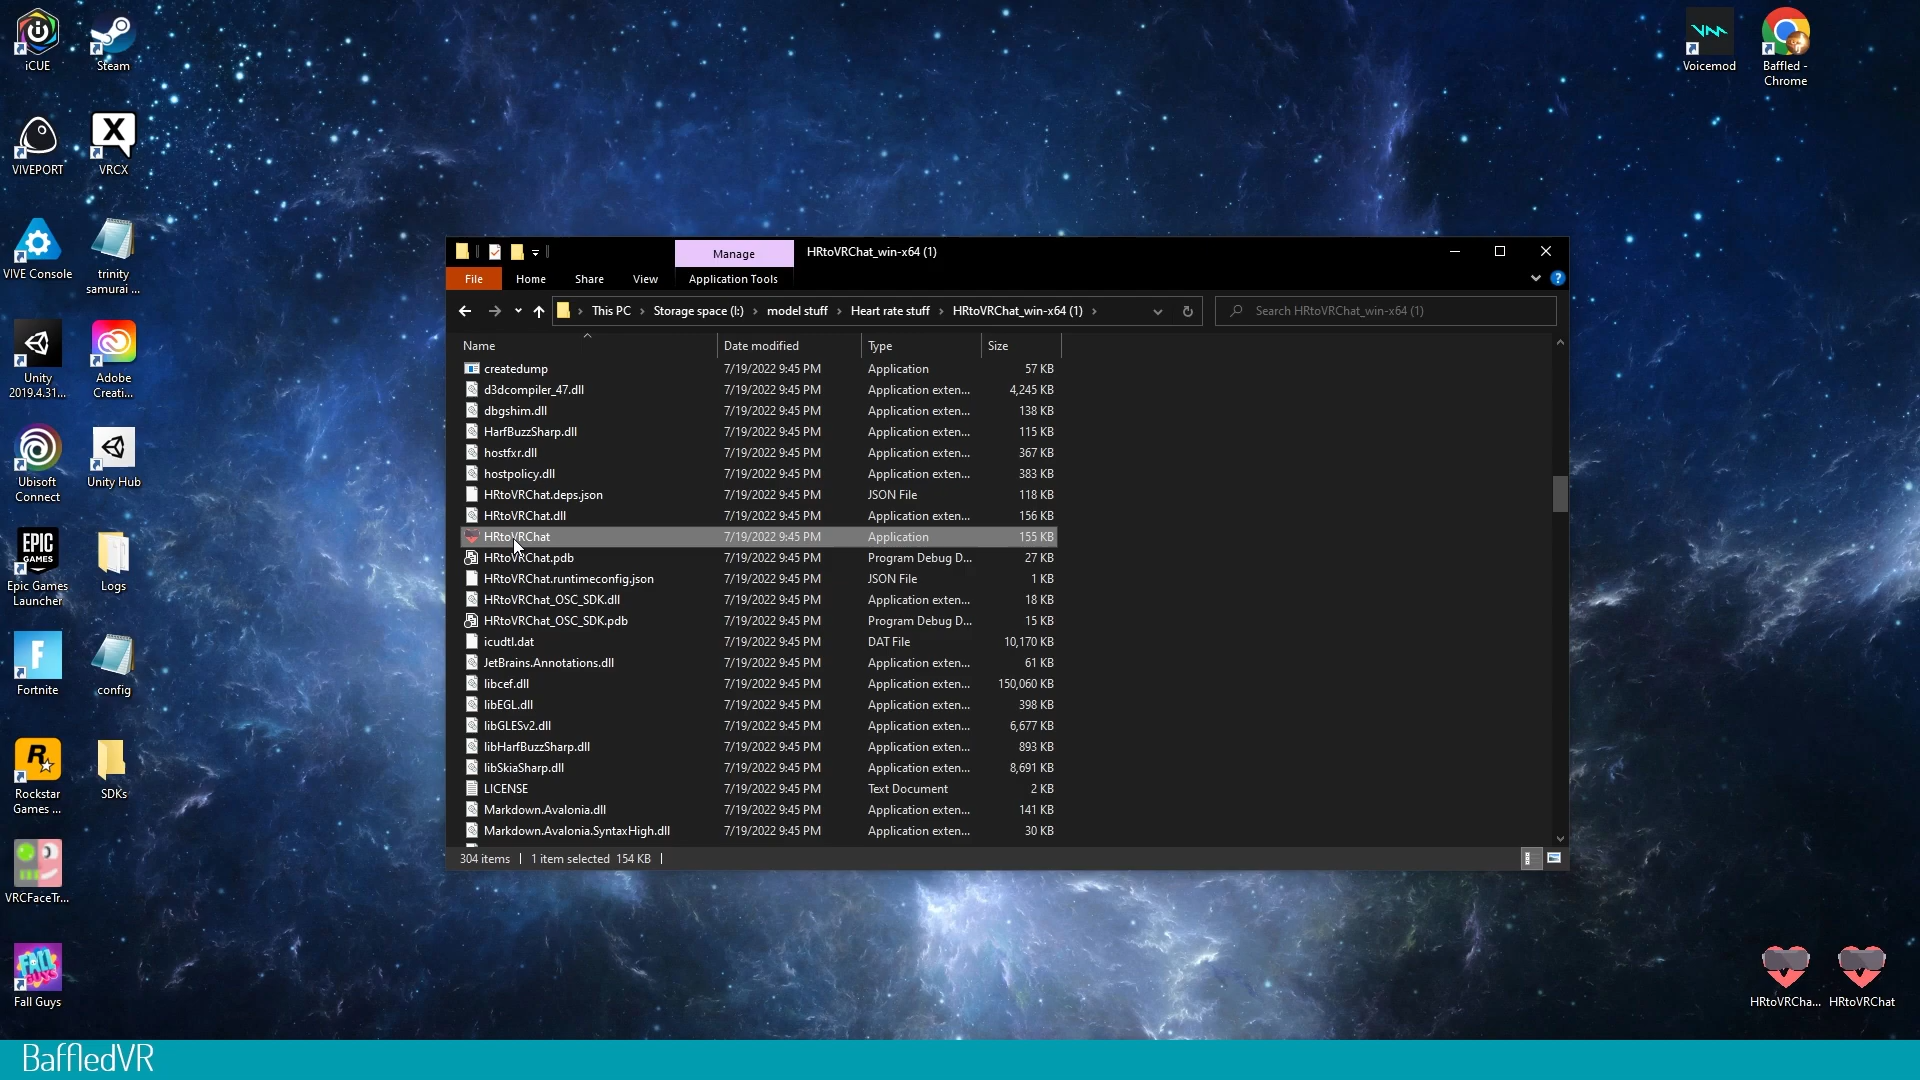 iCUE
Steam
Voicemod
Baffled -
Chrome
VIVEPORT
VRCX
VIVE Console
trinity
samurai ...
Unity
2019.4.31...
Adobe
Creati...
Ubisoft
Connect
Unity Hub
EPIC
GAMES
Epic Games
Launcher
Logs
Fortnite
config
Rockstar
Games ...
SDKs
VRCFaceTr...
FALL
GUYS
Fall Guys
HRtoVRCha...
HRtoVRChat
Manage
HRtoVRChat_win-x64 (1)
File
Home
Share
View
Application Tools
This PC
Storage space (I:)
model stuff
Heart rate stuff
HRtoVRChat_win-x64 (1)
Search HRtoVRChat_win-x64 (1)
Name Date modified Type Size
createdump 7/19/2022 9:45 PM Application 57 KB
d3dcompiler_47.dll 7/19/2022 9:45 PM Application exten... 4,245 KB
dbgshim.dll 7/19/2022 9:45 PM Application exten... 138 KB
HarfBuzzSharp.dll 7/19/2022 9:45 PM Application exten... 115 KB
hostfxr.dll 7/19/2022 9:45 PM Application exten... 367 KB
hostpolicy.dll 7/19/2022 9:45 PM Application exten... 383 KB
HRtoVRChat.deps.json 7/19/2022 9:45 PM JSON File 118 KB
HRtoVRChat.dll 7/19/2022 9:45 PM Application exten... 156 KB
HRtoVRChat 7/19/2022 9:45 PM Application 155 KB
HRtoVRChat.pdb 7/19/2022 9:45 PM Program Debug D... 27 KB
HRtoVRChat.runtimeconfig.json 7/19/2022 9:45 PM JSON File 1 KB
HRtoVRChat_OSC_SDK.dll 7/19/2022 9:45 PM Application exten... 18 KB
HRtoVRChat_OSC_SDK.pdb 7/19/2022 9:45 PM Program Debug D... 15 KB
icudtl.dat 7/19/2022 9:45 PM DAT File 10,170 KB
JetBrains.Annotations.dll 7/19/2022 9:45 PM Application exten... 61 KB
libcef.dll 7/19/2022 9:45 PM Application exten... 150,060 KB
libEGL.dll 7/19/2022 9:45 PM Application exten... 398 KB
libGLESv2.dll 7/19/2022 9:45 PM Application exten... 6,677 KB
libHarfBuzzSharp.dll 7/19/2022 9:45 PM Application exten... 893 KB
libSkiaSharp.dll 7/19/2022 9:45 PM Application exten... 8,691 KB
LICENSE 7/19/2022 9:45 PM Text Document 2 KB
Markdown.Avalonia.dll 7/19/2022 9:45 PM Application exten... 141 KB
Markdown.Avalonia.SyntaxHigh.dll 7/19/2022 9:45 PM Application exten... 30 KB
304 items 1 item selected 154 KB
BaffledVR